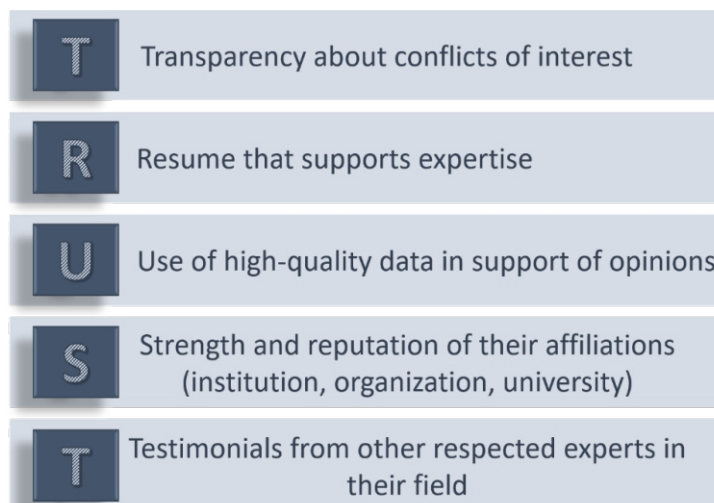 T
Transparency about conflicts of interest
R
Resume that supports expertise
U
Use of high-quality data in support of opinions
S
Strength and reputation of their affiliations
(institution, organization, university)
T
Testimonials from other respected experts in
their field